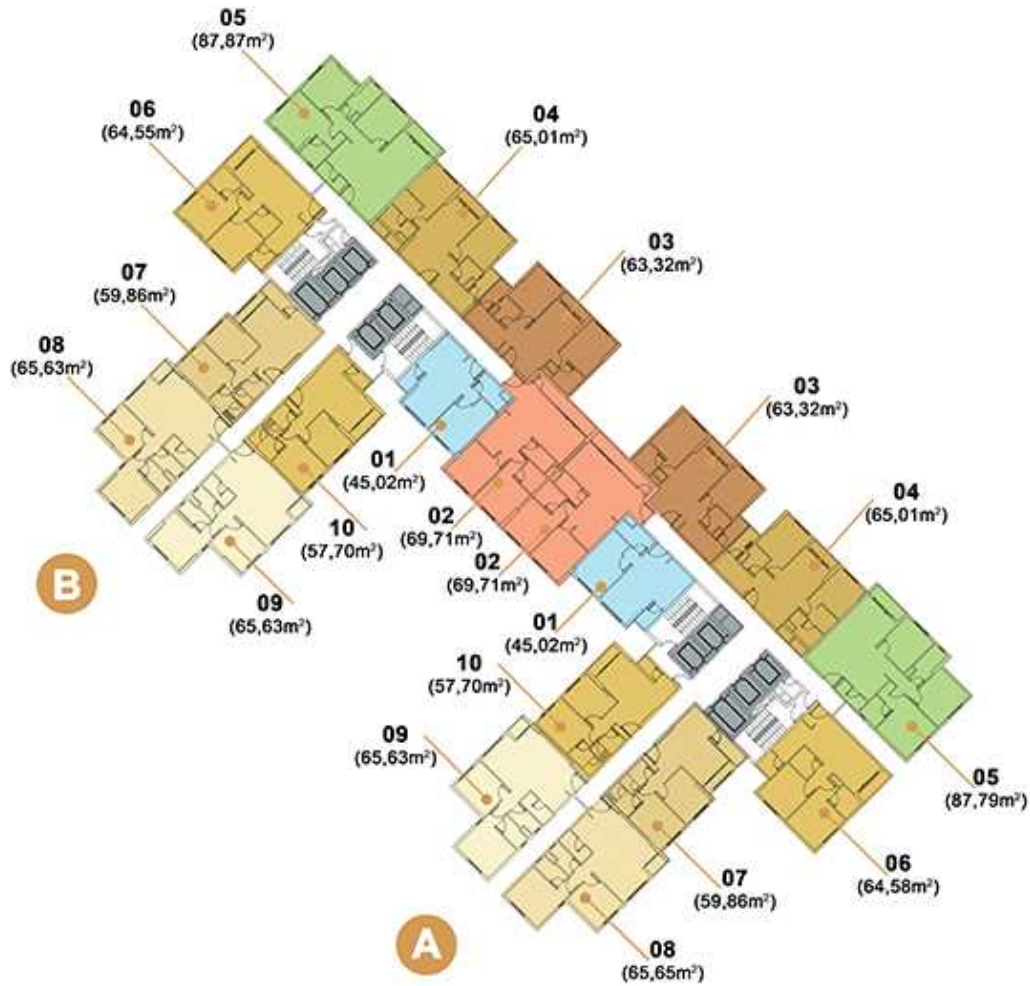 05
(87,87m²)
06
(64,55m²)
04
(65,01m²)
03
(63,32m²)
07
(59,86m²)
08
(65,63m²)
03
(63,32m²)
01
(45,02m²)
04
(65,01m²)
10
(57,70m²)
02
(69,71m²)
02
(69,71m²)
B
09
(65,63m²)
01
(45,02m²)
10
(57,70m²)
09
(65,63m²)
05
(87,79m²)
06
(64,58m²)
07
(59,86m²)
A
08
(65,65m²)